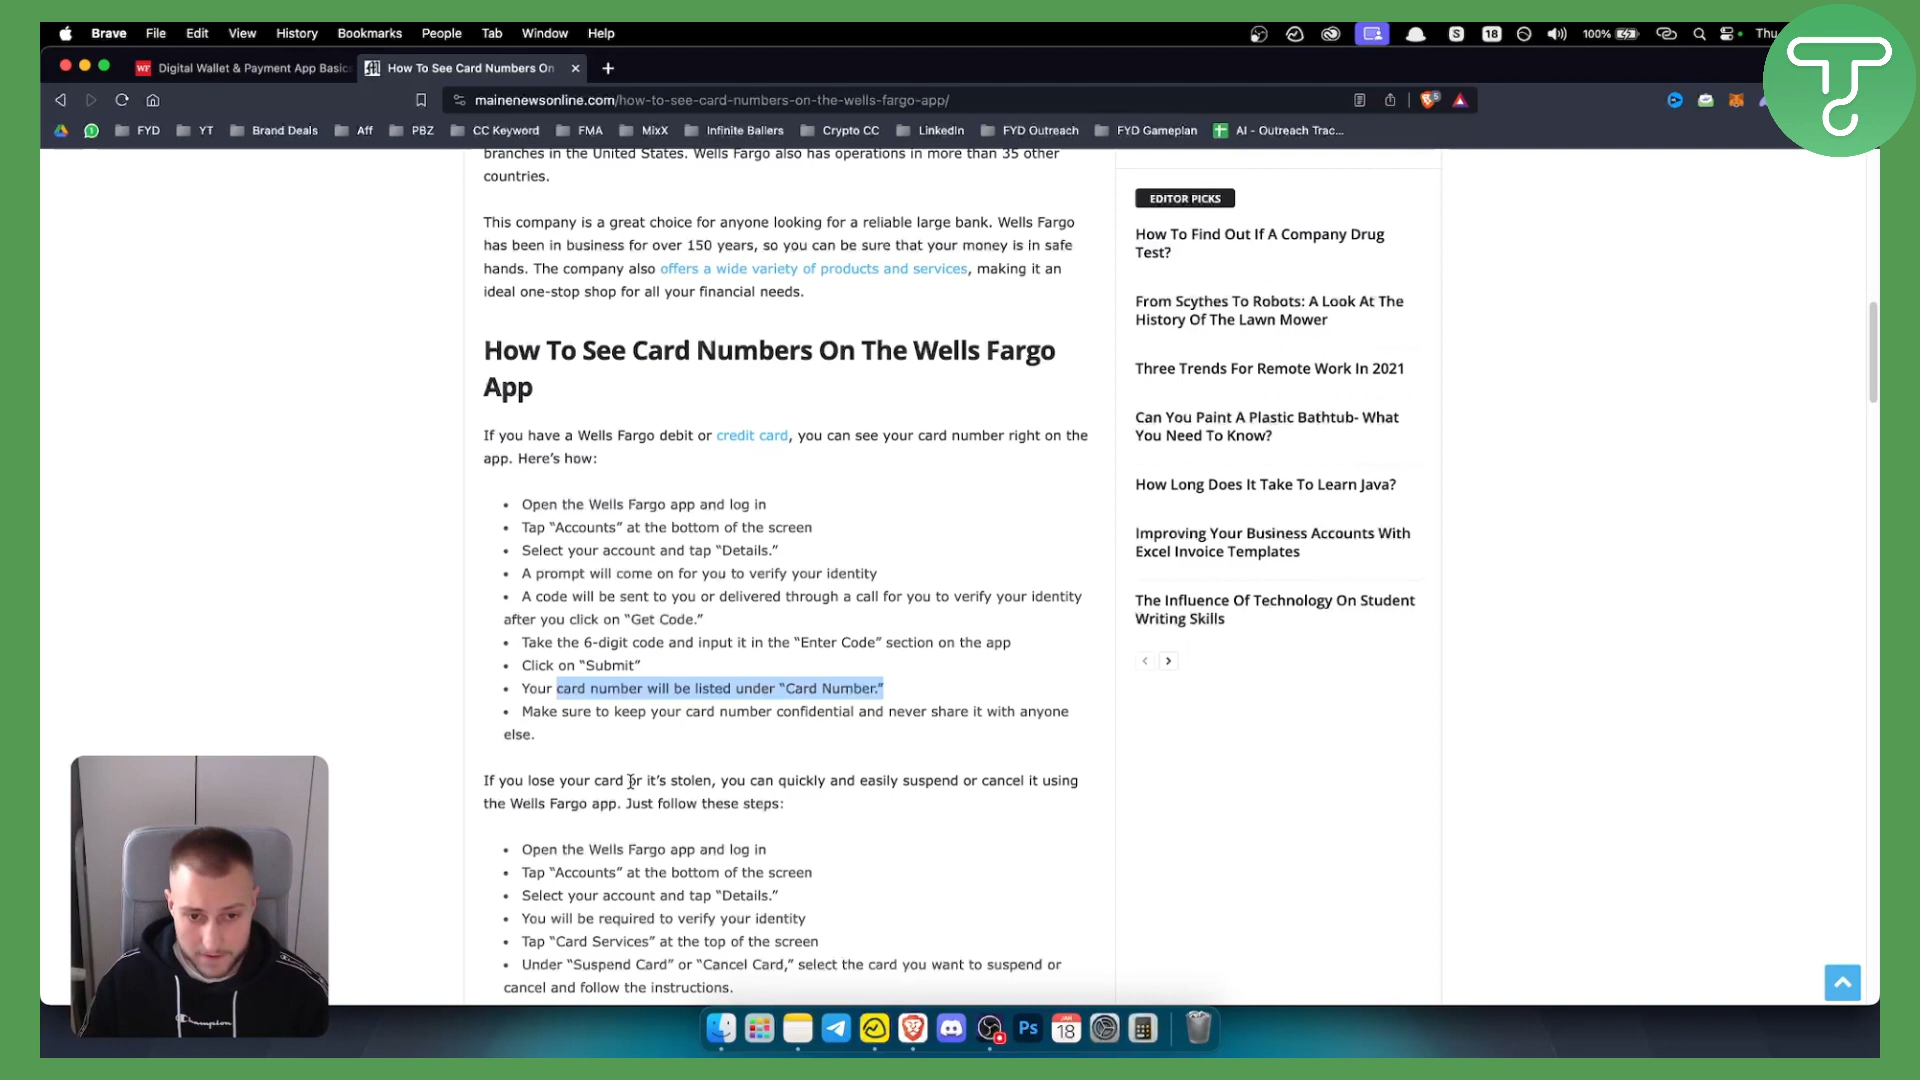 Brave File Edit View History Bookmarks People Tab Window Help S 18 100% Thu
WF Digital Wallet & Payment App Basic How To See Card Numbers On
mainenewsonline.com/how-to-see-card-numbers-on-the-wells-fargo-app/ 5
FYD YT Brand Deals Aff PBZ CC Keyword FMA MixX Infinite Ballers Crypto CC LinkedIn FYD Outreach FYD Gameplan AI - Outreach Trac...
branches in the United States. Wells Fargo also has operations in more than 35 other
countries.
This company is a great choice for anyone looking for a reliable large bank. Wells Fargo
has been in business for over 150 years, so you can be sure that your money is in safe
hands. The company also offers a wide variety of products and services, making it an
ideal one-stop shop for all your financial needs.
How To See Card Numbers On The Wells Fargo
App
If you have a Wells Fargo debit or credit card, you can see your card number right on the
app. Here’s how:
• Open the Wells Fargo app and log in
• Tap “Accounts” at the bottom of the screen
• Select your account and tap “Details.”
• A prompt will come on for you to verify your identity
• A code will be sent to you or delivered through a call for you to verify your identity
after you click on “Get Code.”
• Take the 6-digit code and input it in the “Enter Code” section on the app
• Click on “Submit”
• Your card number will be listed under “Card Number.”
• Make sure to keep your card number confidential and never share it with anyone
else.
If you lose your card or it’s stolen, you can quickly and easily suspend or cancel it using
the Wells Fargo app. Just follow these steps:
• Open the Wells Fargo app and log in
• Tap “Accounts” at the bottom of the screen
• Select your account and tap “Details.”
• You will be required to verify your identity
• Tap “Card Services” at the top of the screen
• Under “Suspend Card” or “Cancel Card,” select the card you want to suspend or
cancel and follow the instructions.
EDITOR PICKS
How To Find Out If A Company Drug
Test?
From Scythes To Robots: A Look At The
History Of The Lawn Mower
Three Trends For Remote Work In 2021
Can You Paint A Plastic Bathtub- What
You Need To Know?
How Long Does It Take To Learn Java?
Improving Your Business Accounts With
Excel Invoice Templates
The Influence Of Technology On Student
Writing Skills
Champion
Ps
JAN
18